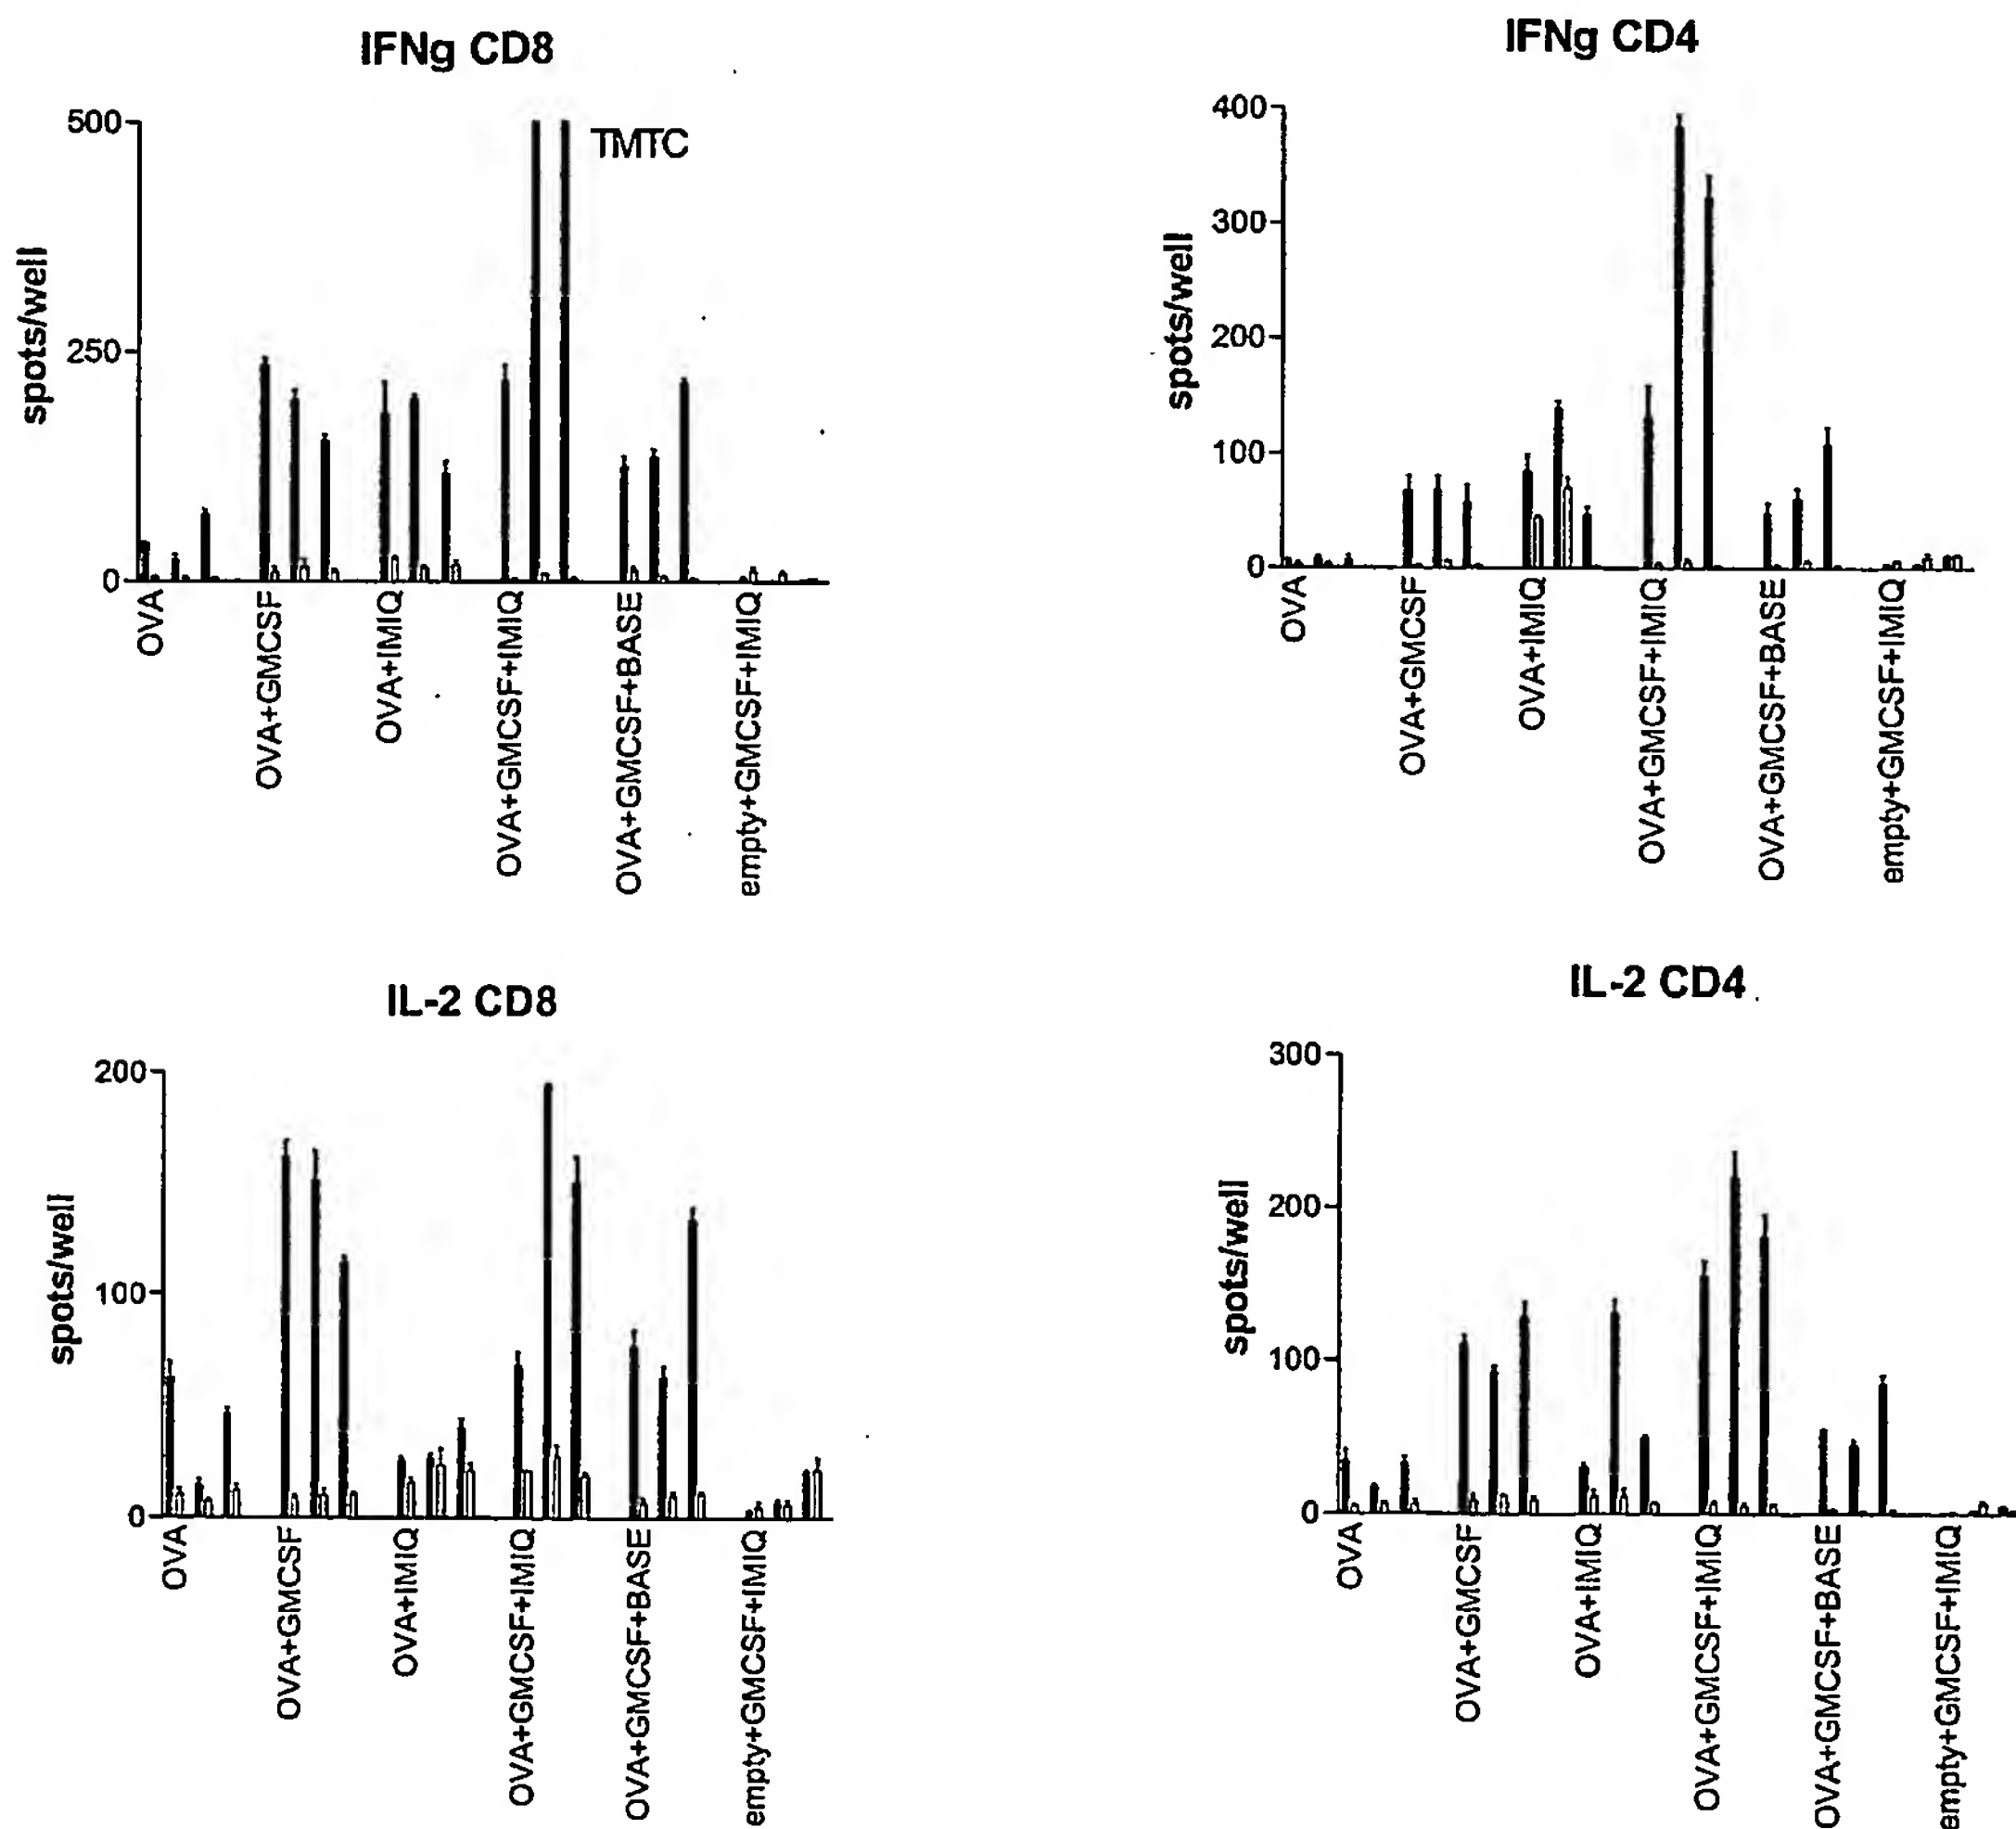 IFNg CD8
500
250
0
spots/well
TMTC
OVA
OVA+GMCSF
OVA+IMIQ
OVA+GMCSF+IMIQ
OVA+GMCSF+BASE
empty+GMCSF+IMIQ
IFNg CD4
400
300
200
100
0
spots/well
OVA
OVA+GMCSF
OVA+IMIQ
OVA+GMCSF+IMIQ
OVA+GMCSF+BASE
empty+GMCSF+IMIQ
IL-2 CD8
200
100
0
spots/well
OVA
OVA+GMCSF
OVA+IMIQ
OVA+GMCSF+IMIQ
OVA+GMCSF+BASE
empty+GMCSF+IMIQ
IL-2 CD4
300
200
100
0
spots/well
OVA
OVA+GMCSF
OVA+IMIQ
OVA+GMCSF+IMIQ
OVA+GMCSF+BASE
empty+GMCSF+IMIQ